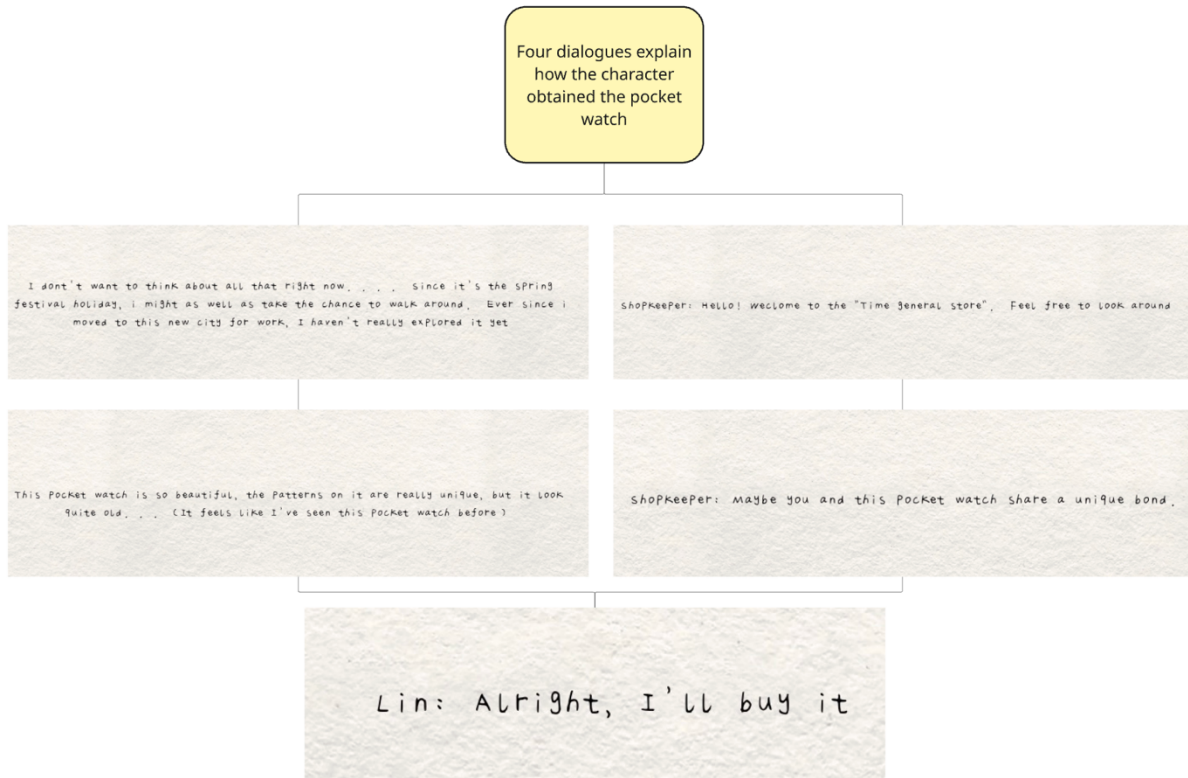 Four dialogues explain
how the character
obtained the pocket
watch
I dont't want to think about all that right now. . . . Since it's the spring
festival holiday, i might as well as take the chance to walk around. Ever since i
moved to this new city for work, I haven't really explored it yet
Shopkeeper: Hello! Weclome to the "Time general store". Feel free to look around
This pocket watch is so beautiful, the patterns on it are really unique, but it look
quite old. . . (It feels like I've seen this pocket watch before)
Shopkeeper: Maybe you and this pocket watch share a unique bond.
Lin: Alright, I'll buy it